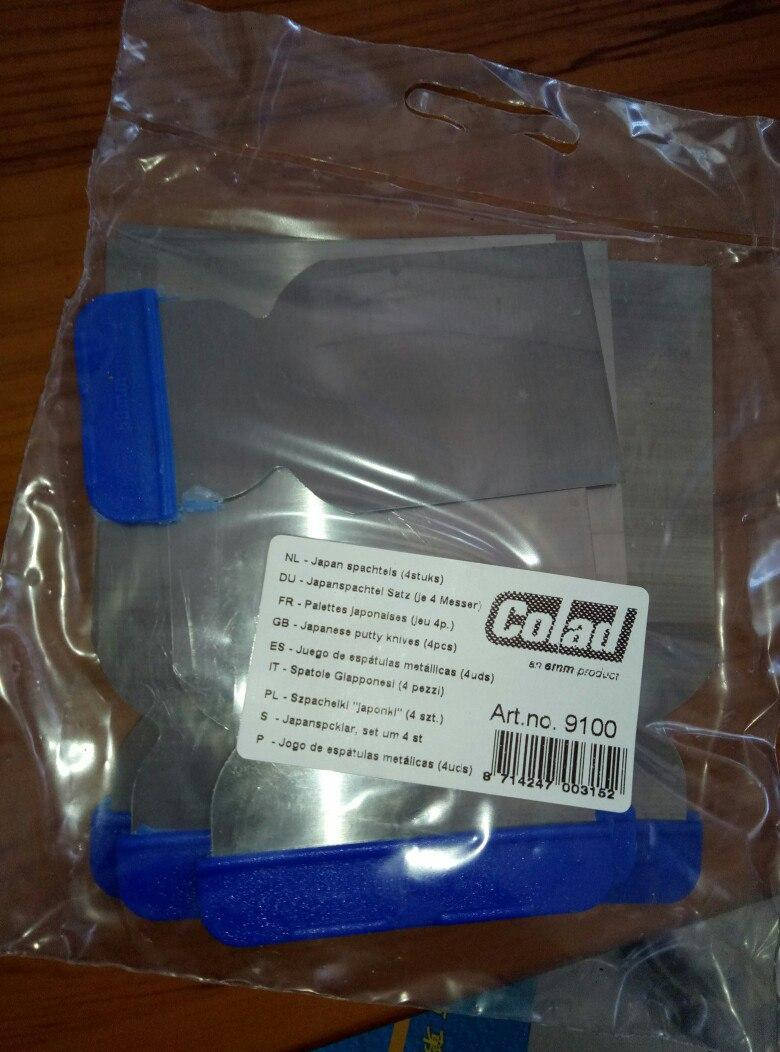 NL - Japan spachtels (4stuks)
DU - Japanspachtel Satz (je 4 Messer)
FR - Palettes japonaises (jeu 4p.)
GB - Japanese putty knives (4pcs)
ES - Juego de espátulas metállicas (4uds)
IT - Spatole Giapponesi (4 pezzi)
PL - Szpachelki "japonki" (4 szt.)
S - Japanspcklar, set um 4 st
P - Jogo de espátulas metálicas (4uds)
Colad
an emm product
Art.no. 9100
8 714247 003152